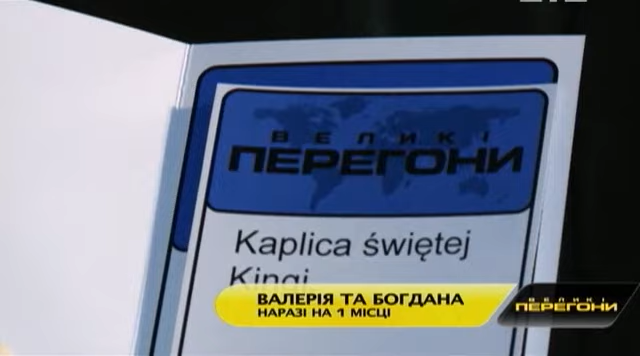 ВЕЛИКІ
ПЕРЕГОНИ
Kaplica świętej
Kingi.
ВАЛЕРІЯ ТА БОГДАНА
НАРАЗІ НА 1 МІСЦІ
ВЕЛИКІ
ПЕРЕГОНИ